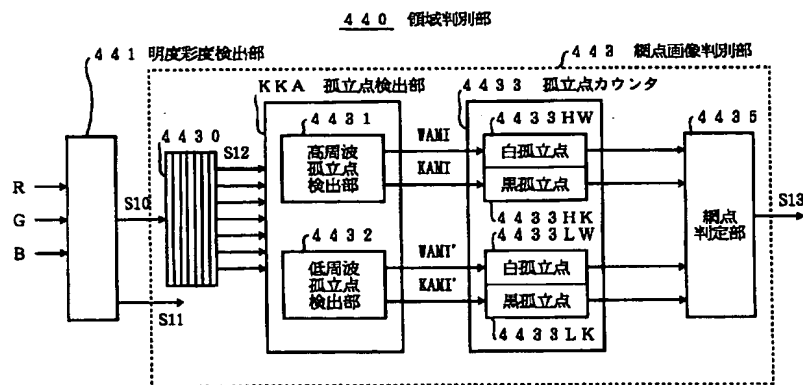 440 領域判別部
441 明度彩度検出部
443 網点画像判別部
KKA 孤立点検出部
4433 孤立点カウンタ
4430
S12
4431
高周波
孤立点
検出部
WAMI
KAMI
4433HW
白孤立点
黒孤立点
4433HK
4435
R
G
B
S10
S11
4432
低周波
孤立点
検出部
WAMI'
KAMI'
4433LW
白孤立点
黒孤立点
4433LK
網点
判定部
S13